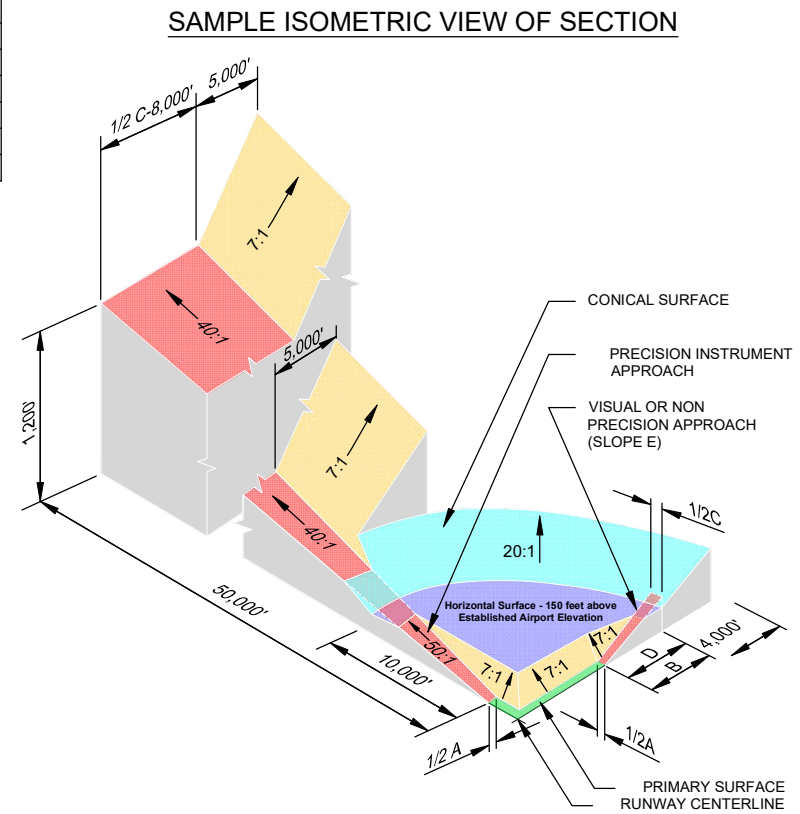 SAMPLE ISOMETRIC VIEW OF SECTION
5,000'
1/2 C-8,000'
7:1
40:1
1,200'
5,000'
7:1
40:1
50,000'
CONICAL SURFACE
PRECISION INSTRUMENT
APPROACH
VISUAL OR NON
PRECISION APPROACH
(SLOPE E)
1/2C
20:1
Horizontal Surface - 150 feet above
Established Airport Elevation
50:1
7:1
7:1
7:1
10,000'
D
B
4,000'
1/2 A
1/2A
PRIMARY SURFACE
RUNWAY CENTERLINE